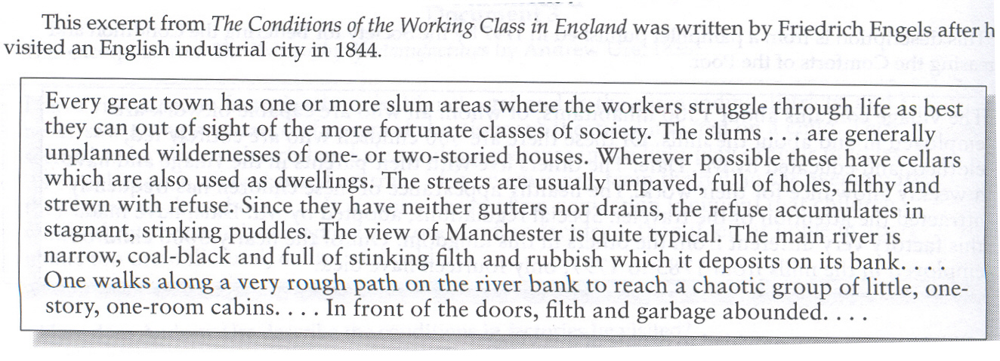 This excerpt from The Conditions of the Working Class in England was written by Friedrich Engels after h
visited an English industrial city in 1844.
Every great town has one or more slum areas where the workers struggle through life as best
they can out of sight of the more fortunate classes of society. The slums . . . are generally
unplanned wildernesses of one- or two-storied houses. Wherever possible these have cellars
which are also used as dwellings. The streets are usually unpaved, full of holes, filthy and
strewn with refuse. Since they have neither gutters nor drains, the refuse accumulates in
stagnant, stinking puddles. The view of Manchester is quite typical. The main river is
narrow, coal-black and full of stinking filth and rubbish which it deposits on its bank. . . .
One walks along a very rough path on the river bank to reach a chaotic group of little, one-
story, one-room cabins. . . . In front of the doors, filth and garbage abounded. . . .